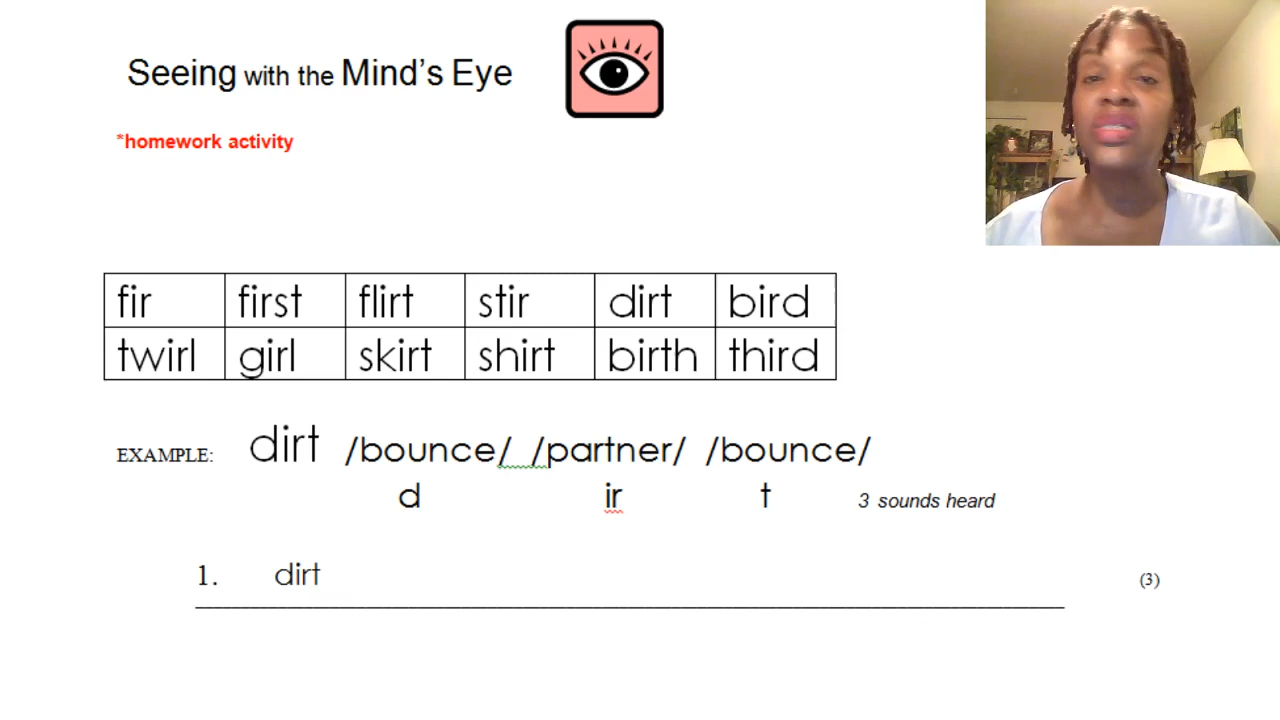 Seeing with the Mind's Eye
*homework activity
fir first flirt stir dirt bird
twirl girl skirt shirt birth third
EXAMPLE: dirt /bounce/ /partner/ /bounce/
d ir t 3 sounds heard
1. dirt (3)